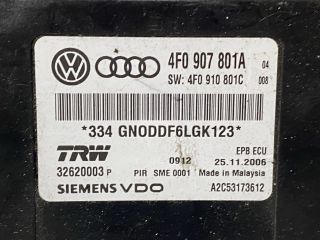 4F0 907 801A 04
SW: 4F0 910 801C 008
*334 GNODDF6LGK123*
TRW 0912 EPB ECU
25.11.2006
32620003 P PIR SME 0001 Made in Malaysia
SIEMENS VDO A2C53173612